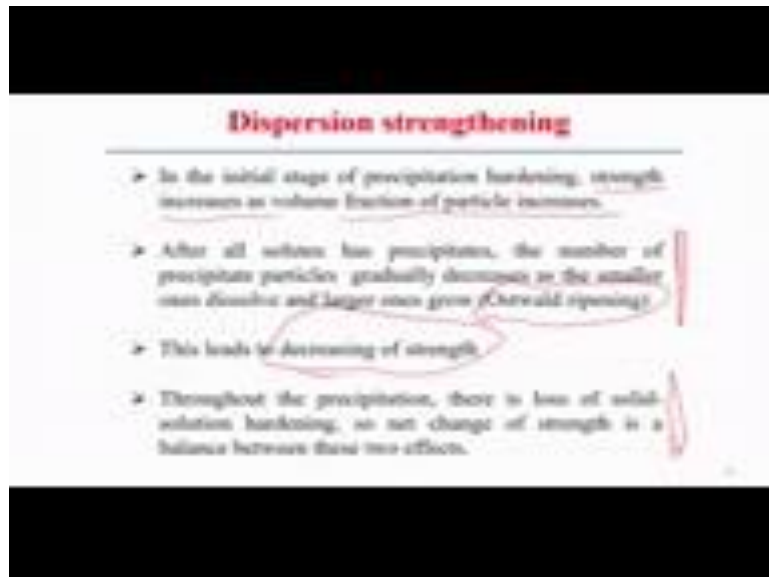 Dispersion strengthening
➤ In the initial stage of precipitation hardening, strength
increases as volume fraction of particle increases.
➤ After all solutes has precipitates, the number of
precipitate particles gradually decreases as the smaller
ones dissolve and larger ones grow (Ostwald ripening)
➤ This leads to decreasing of strength
➤ Throughout the precipitation, there is loss of solid-
solution hardening, so net change of strength is a
balance between these two effects.